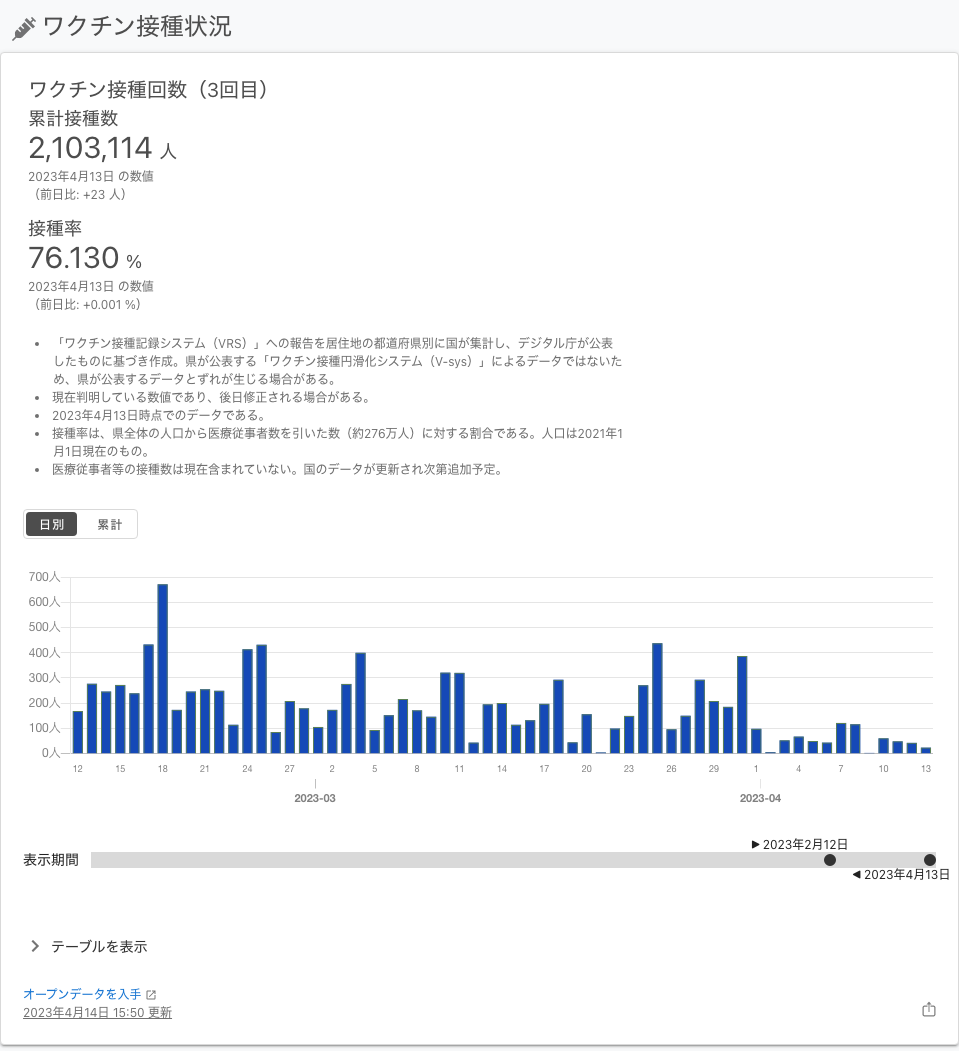 ワクチン接種状況
ワクチン接種回数（3回目）
累計接種数
2,103,114 人
2023年4月13日 の数値
（前日比: +23 人）
接種率
76.130 %
2023年4月13日 の数値
（前日比: +0.001 %）
• 「ワクチン接種記録システム（VRS）」への報告を居住地の都道府県別に国が集計し、デジタル庁が公表
したものに基づき作成。県が公表する「ワクチン接種円滑化システム（V-sys）」によるデータではないた
め、県が公表するデータとずれが生じる場合がある。
• 現在判明している数値であり、後日修正される場合がある。
• 2023年4月13日時点でのデータである。
• 接種率は、県全体の人口から医療従事者数を引いた数（約276万人）に対する割合である。人口は2021年1
月1日現在のもの。
• 医療従事者等の接種数は現在含まれていない。国のデータが更新され次第追加予定。
日別 累計
700人
600人
500人
400人
300人
200人
100人
0人
12 15 18 21 24 27 2 5 8 11 14 17 20 23 26 29 1 4 7 10 13
2023-03 2023-04
▶ 2023年2月12日
表示期間
◀ 2023年4月13日
テーブルを表示
オープンデータを入手
2023年4月14日 15:50 更新